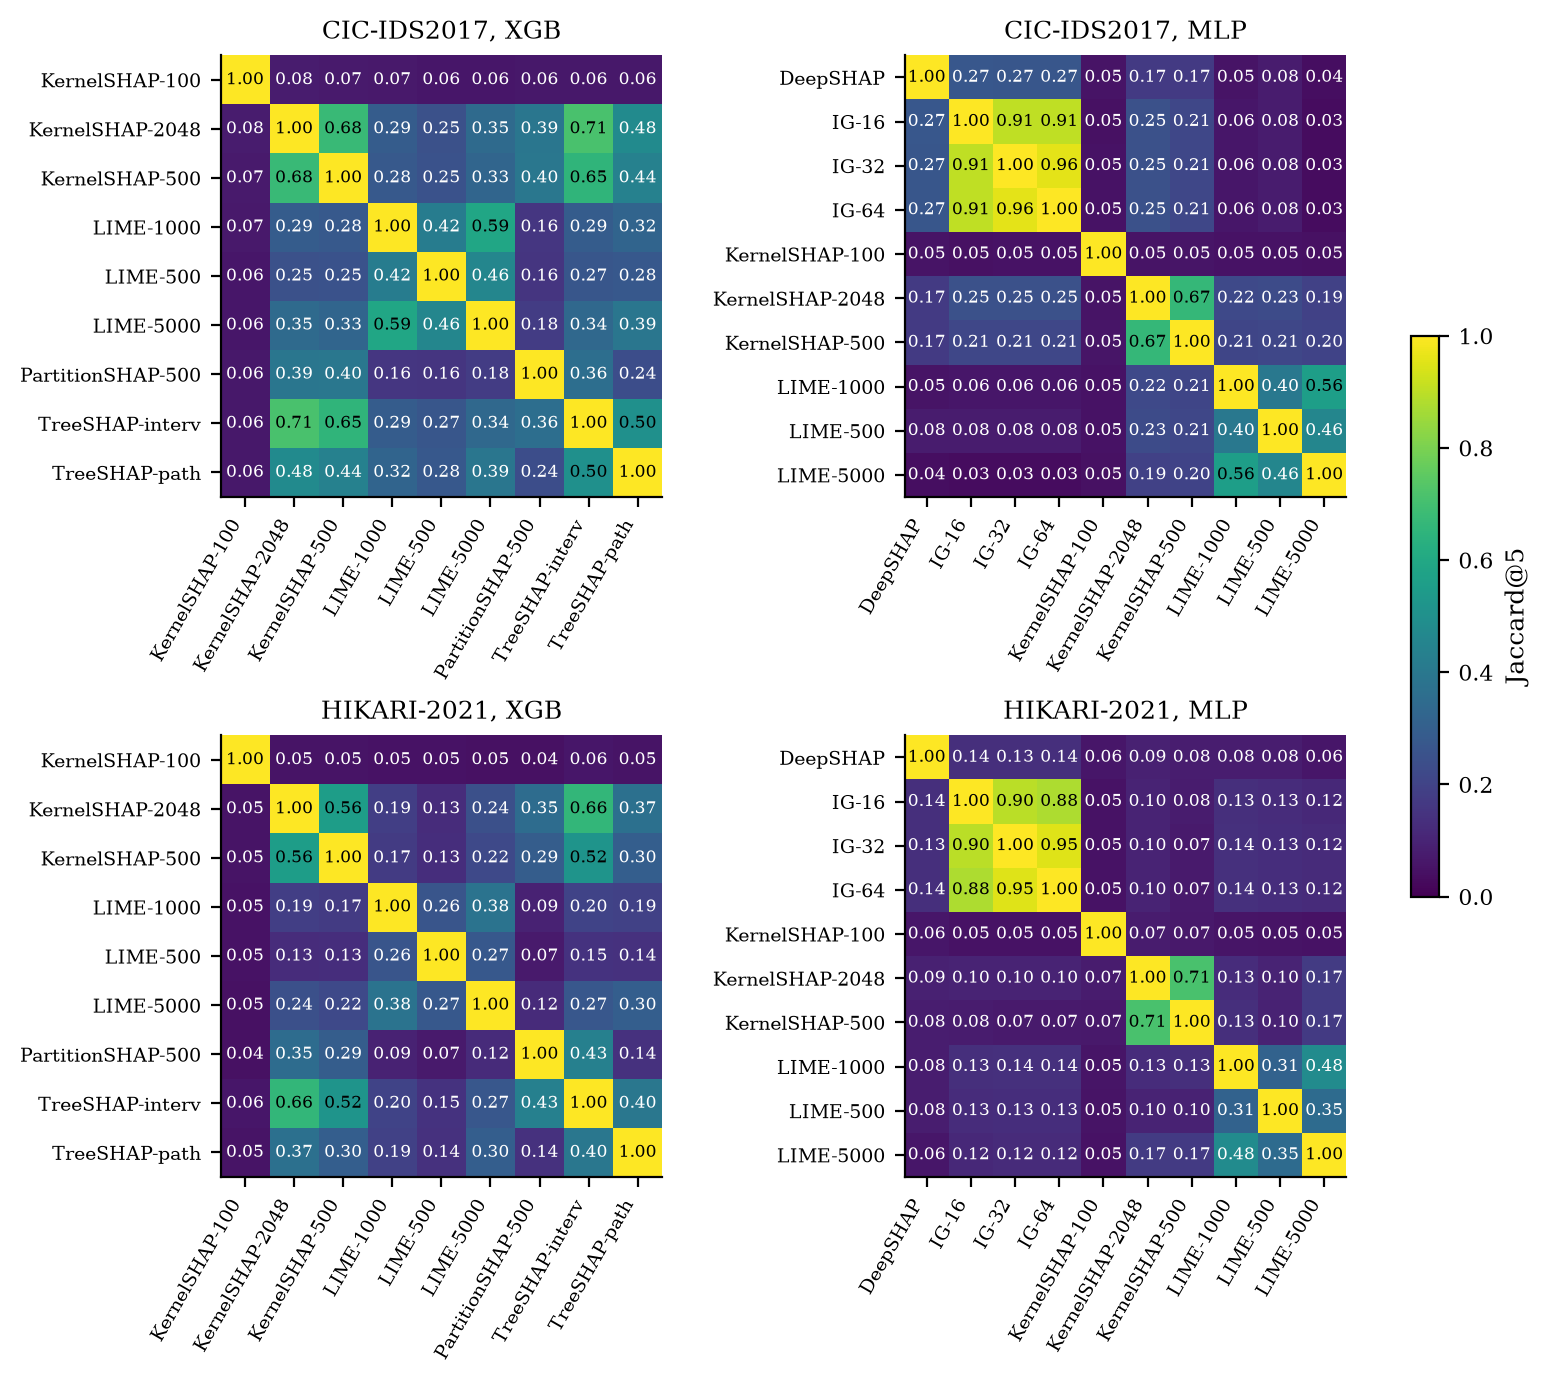 CIC-IDS2017, XGB
KernelSHAP-100 1.00 0.08 0.07 0.07 0.06 0.06 0.06 0.06 0.06
KernelSHAP-2048 0.08 1.00 0.68 0.29 0.25 0.35 0.39 0.71 0.48
KernelSHAP-500 0.07 0.68 1.00 0.28 0.25 0.33 0.40 0.65 0.44
LIME-1000 0.07 0.29 0.28 1.00 0.42 0.59 0.16 0.29 0.32
LIME-500 0.06 0.25 0.25 0.42 1.00 0.46 0.16 0.27 0.28
LIME-5000 0.06 0.35 0.33 0.59 0.46 1.00 0.18 0.34 0.39
PartitionSHAP-500 0.06 0.39 0.40 0.16 0.16 0.18 1.00 0.36 0.24
TreeSHAP-interv 0.06 0.71 0.65 0.29 0.27 0.34 0.36 1.00 0.50
TreeSHAP-path 0.06 0.48 0.44 0.32 0.28 0.39 0.24 0.50 1.00
KernelSHAP-100 KernelSHAP-2048 KernelSHAP-500 LIME-1000 LIME-500 LIME-5000 PartitionSHAP-500 TreeSHAP-interv TreeSHAP-path
CIC-IDS2017, MLP
DeepSHAP 1.00 0.27 0.27 0.27 0.05 0.17 0.17 0.05 0.08 0.04
IG-16 0.27 1.00 0.91 0.91 0.05 0.25 0.21 0.06 0.08 0.03
IG-32 0.27 0.91 1.00 0.96 0.05 0.25 0.21 0.06 0.08 0.03
IG-64 0.27 0.91 0.96 1.00 0.05 0.25 0.21 0.06 0.08 0.03
KernelSHAP-100 0.05 0.05 0.05 0.05 1.00 0.05 0.05 0.05 0.05 0.05
KernelSHAP-2048 0.17 0.25 0.25 0.25 0.05 1.00 0.67 0.22 0.23 0.19
KernelSHAP-500 0.17 0.21 0.21 0.21 0.05 0.67 1.00 0.21 0.21 0.20
LIME-1000 0.05 0.06 0.06 0.06 0.05 0.22 0.21 1.00 0.40 0.56
LIME-500 0.08 0.08 0.08 0.08 0.05 0.23 0.21 0.40 1.00 0.46
LIME-5000 0.04 0.03 0.03 0.03 0.05 0.19 0.20 0.56 0.46 1.00
DeepSHAP IG-16 IG-32 IG-64 KernelSHAP-100 KernelSHAP-2048 KernelSHAP-500 LIME-1000 LIME-500 LIME-5000
HIKARI-2021, XGB
KernelSHAP-100 1.00 0.05 0.05 0.05 0.05 0.05 0.04 0.06 0.05
KernelSHAP-2048 0.05 1.00 0.56 0.19 0.13 0.24 0.35 0.66 0.37
KernelSHAP-500 0.05 0.56 1.00 0.17 0.13 0.22 0.29 0.52 0.30
LIME-1000 0.05 0.19 0.17 1.00 0.26 0.38 0.09 0.20 0.19
LIME-500 0.05 0.13 0.13 0.26 1.00 0.27 0.07 0.15 0.14
LIME-5000 0.05 0.24 0.22 0.38 0.27 1.00 0.12 0.27 0.30
PartitionSHAP-500 0.04 0.35 0.29 0.09 0.07 0.12 1.00 0.43 0.14
TreeSHAP-interv 0.06 0.66 0.52 0.20 0.15 0.27 0.43 1.00 0.40
TreeSHAP-path 0.05 0.37 0.30 0.19 0.14 0.30 0.14 0.40 1.00
KernelSHAP-100 KernelSHAP-2048 KernelSHAP-500 LIME-1000 LIME-500 LIME-5000 PartitionSHAP-500 TreeSHAP-interv TreeSHAP-path
HIKARI-2021, MLP
DeepSHAP 1.00 0.14 0.13 0.14 0.06 0.09 0.08 0.08 0.08 0.06
IG-16 0.14 1.00 0.90 0.88 0.05 0.10 0.08 0.13 0.13 0.12
IG-32 0.13 0.90 1.00 0.95 0.05 0.10 0.07 0.14 0.13 0.12
IG-64 0.14 0.88 0.95 1.00 0.05 0.10 0.07 0.14 0.13 0.12
KernelSHAP-100 0.06 0.05 0.05 0.05 1.00 0.07 0.07 0.05 0.05 0.05
KernelSHAP-2048 0.09 0.10 0.10 0.10 0.07 1.00 0.71 0.13 0.10 0.17
KernelSHAP-500 0.08 0.08 0.07 0.07 0.07 0.71 1.00 0.13 0.10 0.17
LIME-1000 0.08 0.13 0.14 0.14 0.05 0.13 0.13 1.00 0.31 0.48
LIME-500 0.08 0.13 0.13 0.13 0.05 0.10 0.10 0.31 1.00 0.35
LIME-5000 0.06 0.12 0.12 0.12 0.05 0.17 0.17 0.48 0.35 1.00
DeepSHAP IG-16 IG-32 IG-64 KernelSHAP-100 KernelSHAP-2048 KernelSHAP-500 LIME-1000 LIME-500 LIME-5000
1.0
0.8
0.6
0.4
0.2
0.0
Jaccard@5